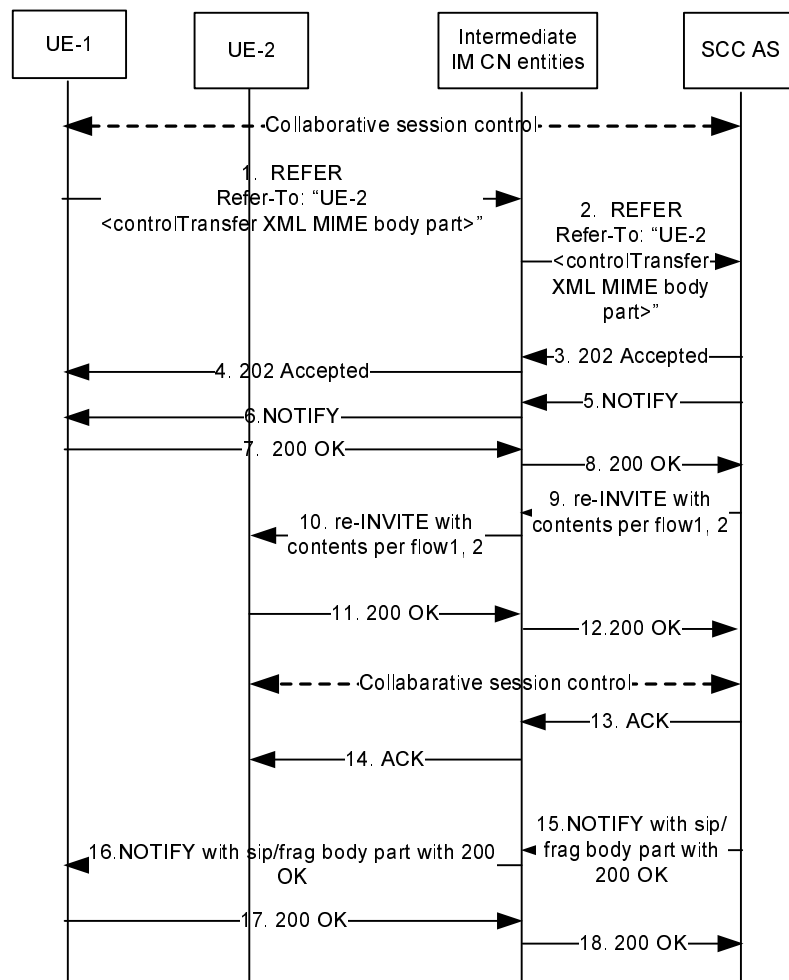 UE-1
UE-2
Intermediate
IM CN entities
SCC AS
Collaborative session control
1. REFER
Refer-To: “UE-2
<controlTransfer XML MIME body part>”
2. REFER
Refer-To: “UE-2
<controlTransfer
XML MIME body
part>”
3. 202 Accepted
4. 202 Accepted
5.NOTIFY
6.NOTIFY
7. 200 OK
8. 200 OK
9. re-INVITE with
contents per flow1, 2
10. re-INVITE with
contents per flow1, 2
11. 200 OK
12.200 OK
Collabarative session control
13. ACK
14. ACK
15.NOTIFY with sip/
frag body part with
200 OK
16.NOTIFY with sip/frag body part with 200
OK
17. 200 OK
18. 200 OK